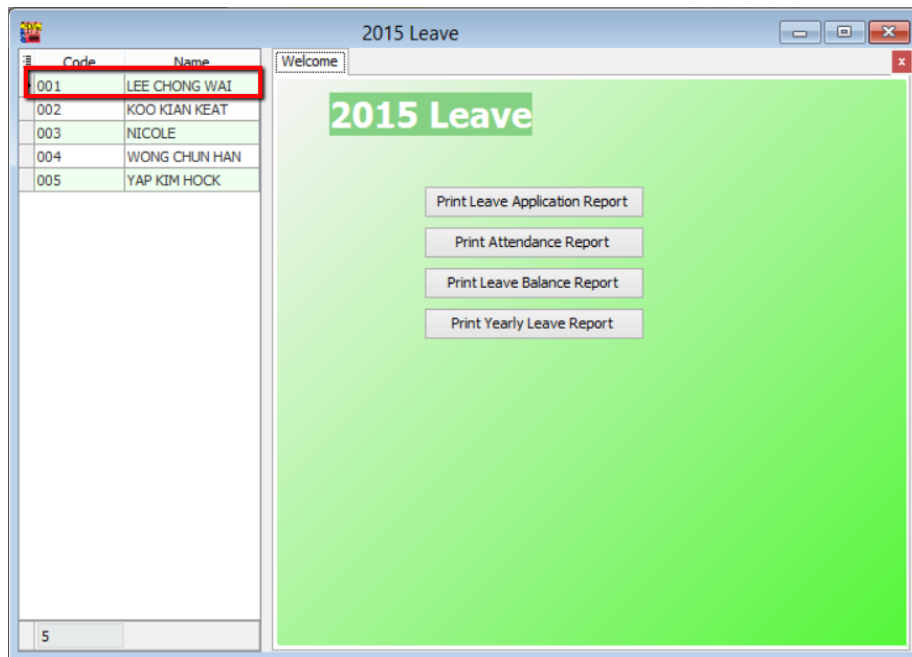 2015 Leave
Code Name
001 LEE CHONG WAI
002 KOO KIAN KEAT
003 NICOLE
004 WONG CHUN HAN
005 YAP KIM HOCK
5
Welcome
2015 Leave
Print Leave Application Report
Print Attendance Report
Print Leave Balance Report
Print Yearly Leave Report